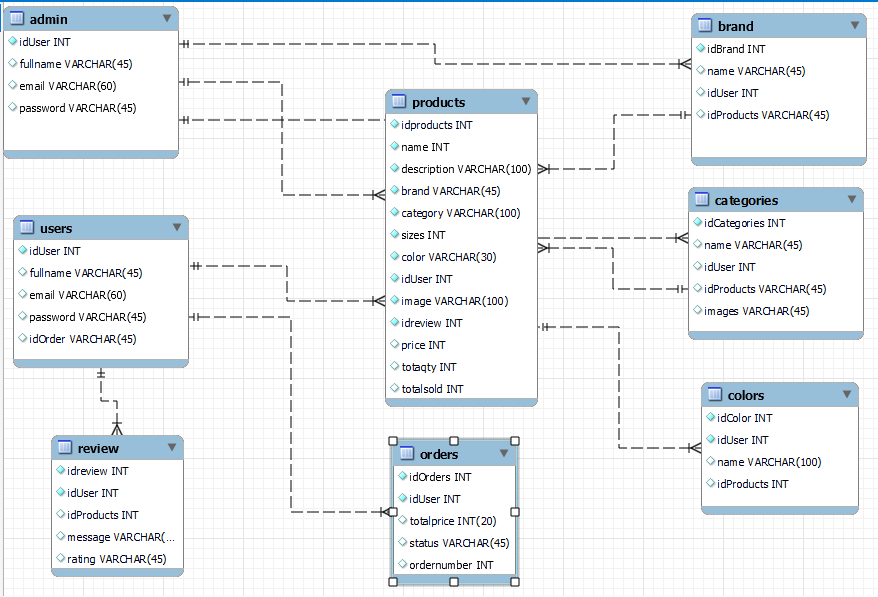 admin
idUser INT
fullname VARCHAR(45)
email VARCHAR(60)
password VARCHAR(45)
users
idUser INT
fullname VARCHAR(45)
email VARCHAR(60)
password VARCHAR(45)
idOrder VARCHAR(45)
review
idreview INT
idUser INT
idProducts INT
message VARCHAR(...
rating VARCHAR(45)
products
idproducts INT
name INT
description VARCHAR(100)
brand VARCHAR(45)
category VARCHAR(100)
sizes INT
color VARCHAR(30)
idUser INT
image VARCHAR(100)
idreview INT
price INT
totaqty INT
totalsold INT
orders
idOrders INT
idUser INT
totalprice INT(20)
status VARCHAR(45)
ordernumber INT
brand
idBrand INT
name VARCHAR(45)
idUser INT
idProducts VARCHAR(45)
categories
idCategories INT
name VARCHAR(45)
idUser INT
idProducts VARCHAR(45)
images VARCHAR(45)
colors
idColor INT
idUser INT
name VARCHAR(100)
idProducts INT